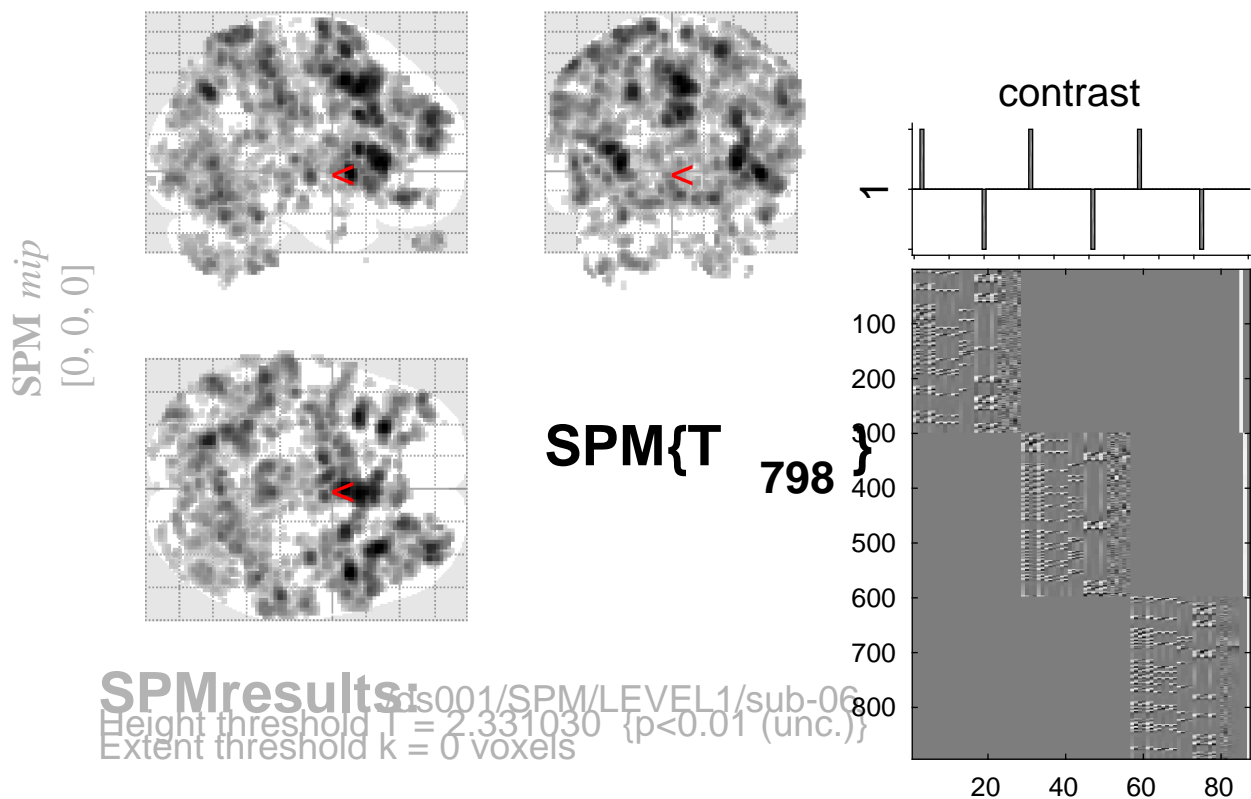 contrast
1
SPM mip
[0, 0, 0]
SPM{T 798 }
100
200
300
400
500
600
700
800
20 40 60 80
SPMresults: /ds001/SPM/LEVEL1/sub-06
Height threshold T = 2.331030 {p<0.01 (unc.)}
Extent threshold k = 0 voxels